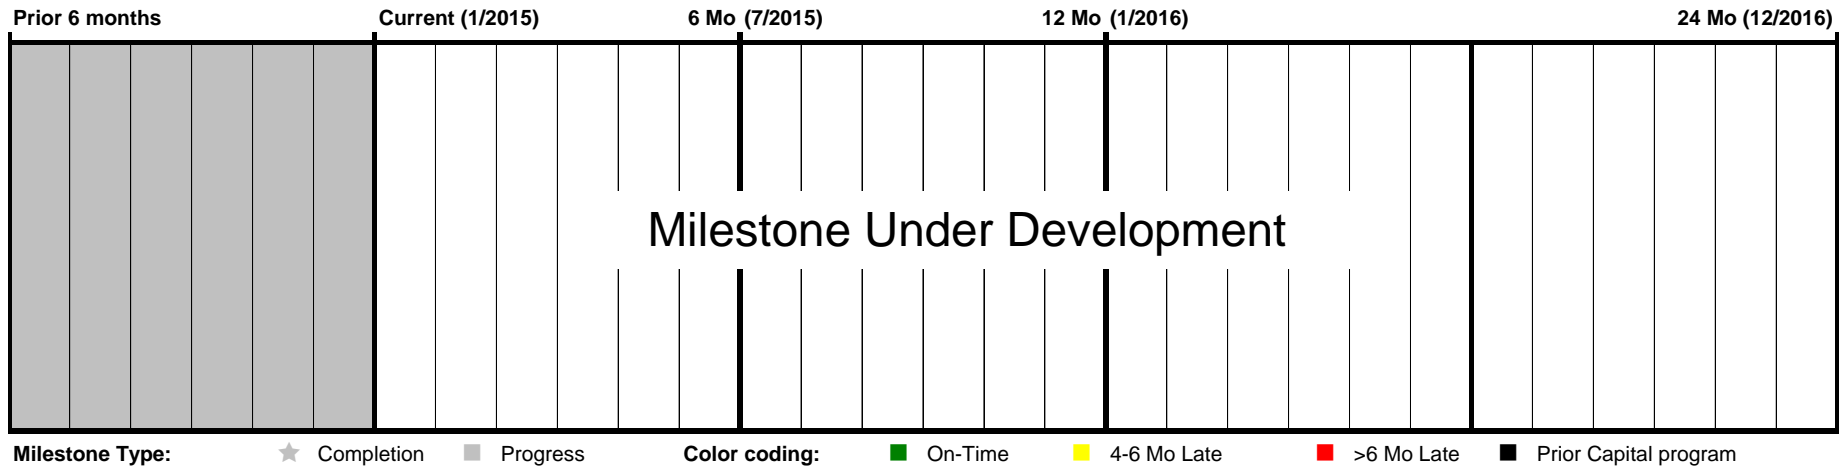 Prior 6 months Current (1/2015) 6 Mo (7/2015) 12 Mo (1/2016) 24 Mo (12/2016)
Milestone Under Development
Milestone Type: Completion Progress Color coding: On-Time 4-6 Mo Late >6 Mo Late Prior Capital program